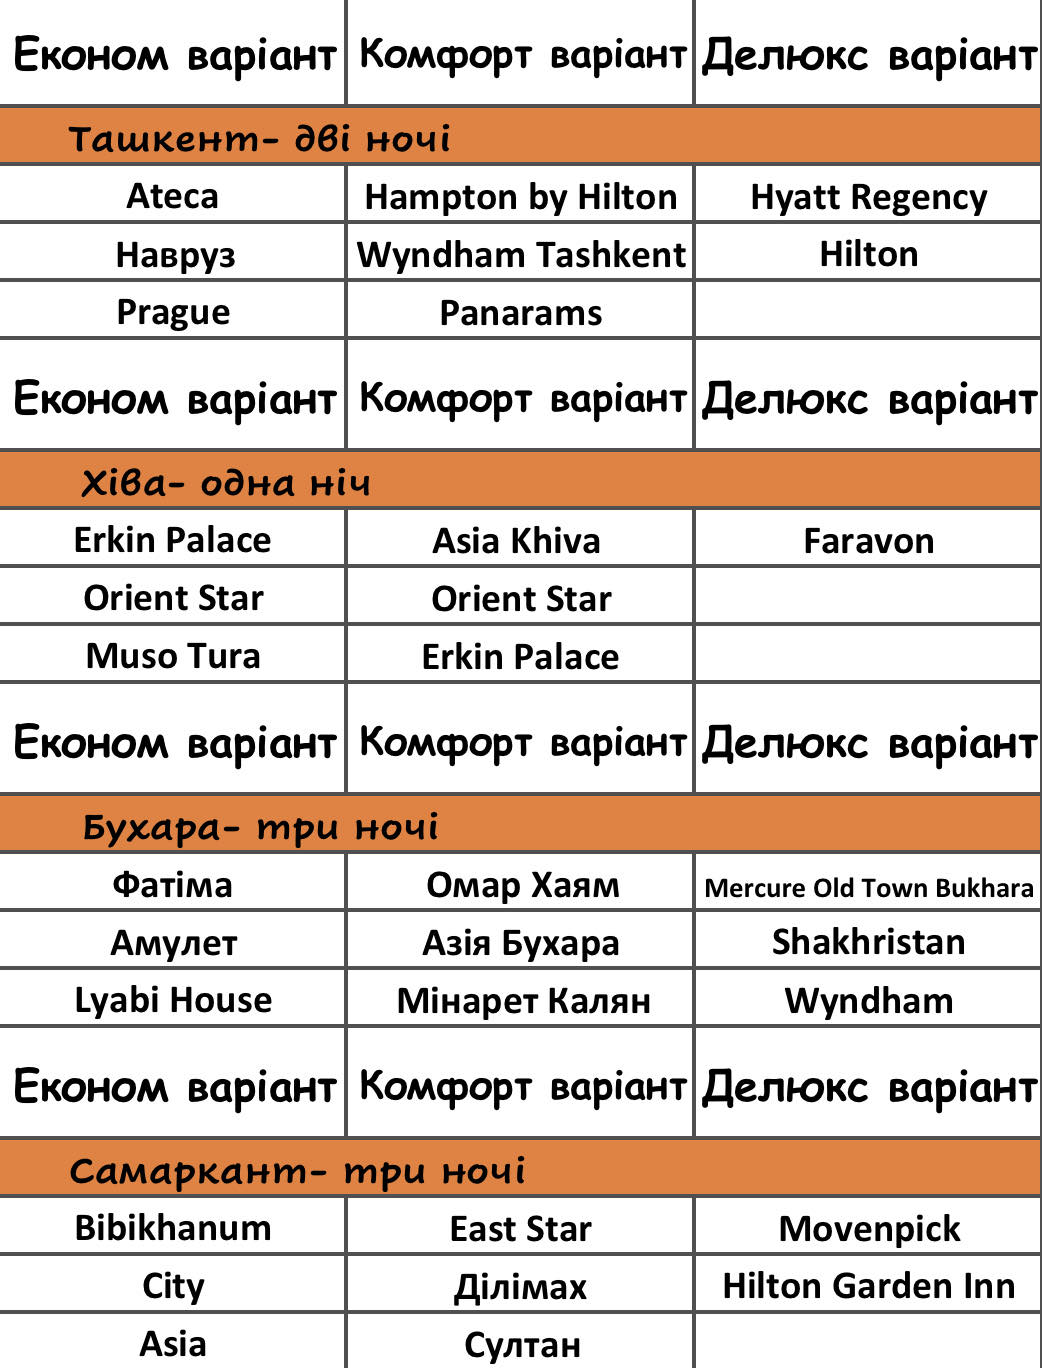 Економ варіант Комфорт варіант Делюкс варіант
Ташкент- дві ночі
Ateca Hampton by Hilton Hyatt Regency
Навруз Wyndham Tashkent Hilton
Prague Panarams
Економ варіант Комфорт варіант Делюкс варіант
Хіва- одна ніч
Erkin Palace Asia Khiva Faravon
Orient Star Orient Star
Muso Tura Erkin Palace
Економ варіант Комфорт варіант Делюкс варіант
Бухара- три ночі
Фатіма Омар Хаям Mercure Old Town Bukhara
Амулет Азія Бухара Shakhristan
Lyabi House Мінарет Калян Wyndham
Економ варіант Комфорт варіант Делюкс варіант
Самаркант- три ночі
Bibikhanum East Star Movenpick
City Ділімах Hilton Garden Inn
Asia Султан